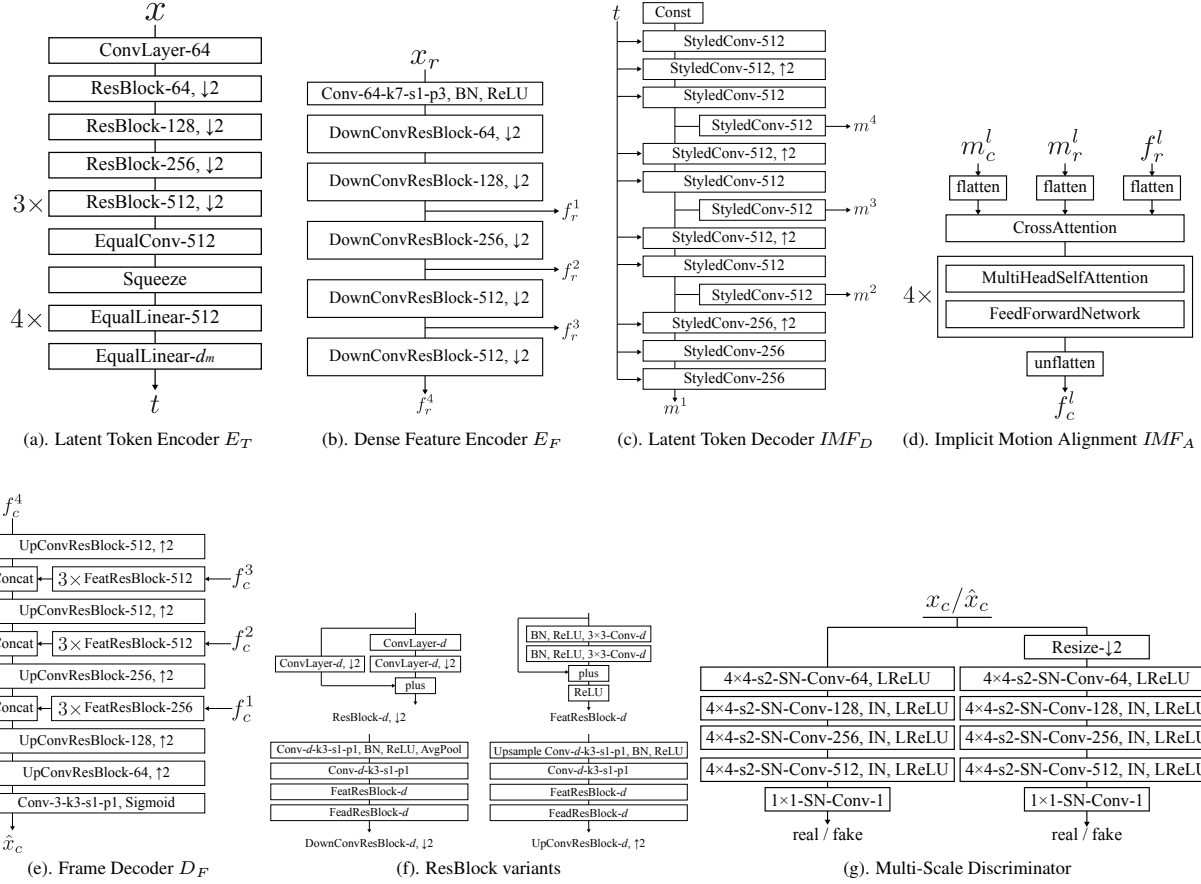 x
ConvLayer-64
ResBlock-64, ↓2
ResBlock-128, ↓2
ResBlock-256, ↓2
3× ResBlock-512, ↓2
EqualConv-512
Squeeze
4× EqualLinear-512
EqualLinear-dm
t
(a). Latent Token Encoder E_T
x_r
Conv-64-k7-s1-p3, BN, ReLU
DownConvResBlock-64, ↓2
DownConvResBlock-128, ↓2
f_r^1
DownConvResBlock-256, ↓2
f_r^2
DownConvResBlock-512, ↓2
f_r^3
DownConvResBlock-512, ↓2
f_r^4
(b). Dense Feature Encoder E_F
t Const
StyledConv-512
StyledConv-512, ↑2
StyledConv-512
StyledConv-512 m^4
StyledConv-512, ↑2
StyledConv-512
StyledConv-512 m^3
StyledConv-512, ↑2
StyledConv-512
StyledConv-512 m^2
StyledConv-256, ↑2
StyledConv-256
StyledConv-256
m^1
(c). Latent Token Decoder IMF_D
m_c^l m_r^l f_r^l
flatten flatten flatten
CrossAttention
4× MultiHeadSelfAttention
FeedForwardNetwork
unflatten
f_c^l
(d). Implicit Motion Alignment IMF_A
f_c^4
UpConvResBlock-512, ↑2
Concat 3× FeatResBlock-512 f_c^3
UpConvResBlock-512, ↑2
Concat 3× FeatResBlock-512 f_c^2
UpConvResBlock-256, ↑2
Concat 3× FeatResBlock-256 f_c^1
UpConvResBlock-128, ↑2
UpConvResBlock-64, ↑2
Conv-3-k3-s1-p1, Sigmoid
x̂_c
(e). Frame Decoder D_F
ConvLayer-d
ConvLayer-d, ↓2 ConvLayer-d, ↓2
plus
ResBlock-d, ↓2
BN, ReLU, 3×3-Conv-d
BN, ReLU, 3×3-Conv-d
plus
ReLU
FeatResBlock-d
Conv-d-k3-s1-p1, BN, ReLU, AvgPool
Conv-d-k3-s1-p1
FeatResBlock-d
FeadResBlock-d
DownConvResBlock-d, ↓2
Upsample Conv-d-k3-s1-p1, BN, ReLU
Conv-d-k3-s1-p1
FeatResBlock-d
FeadResBlock-d
UpConvResBlock-d, ↑2
(f). ResBlock variants
x_c/x̂_c
Resize-↓2
4×4-s2-SN-Conv-64, LReLU 4×4-s2-SN-Conv-64, LReLU
4×4-s2-SN-Conv-128, IN, LReLU 4×4-s2-SN-Conv-128, IN, LReLU
4×4-s2-SN-Conv-256, IN, LReLU 4×4-s2-SN-Conv-256, IN, LReLU
4×4-s2-SN-Conv-512, IN, LReLU 4×4-s2-SN-Conv-512, IN, LReLU
1×1-SN-Conv-1 1×1-SN-Conv-1
real / fake real / fake
(g). Multi-Scale Discriminator